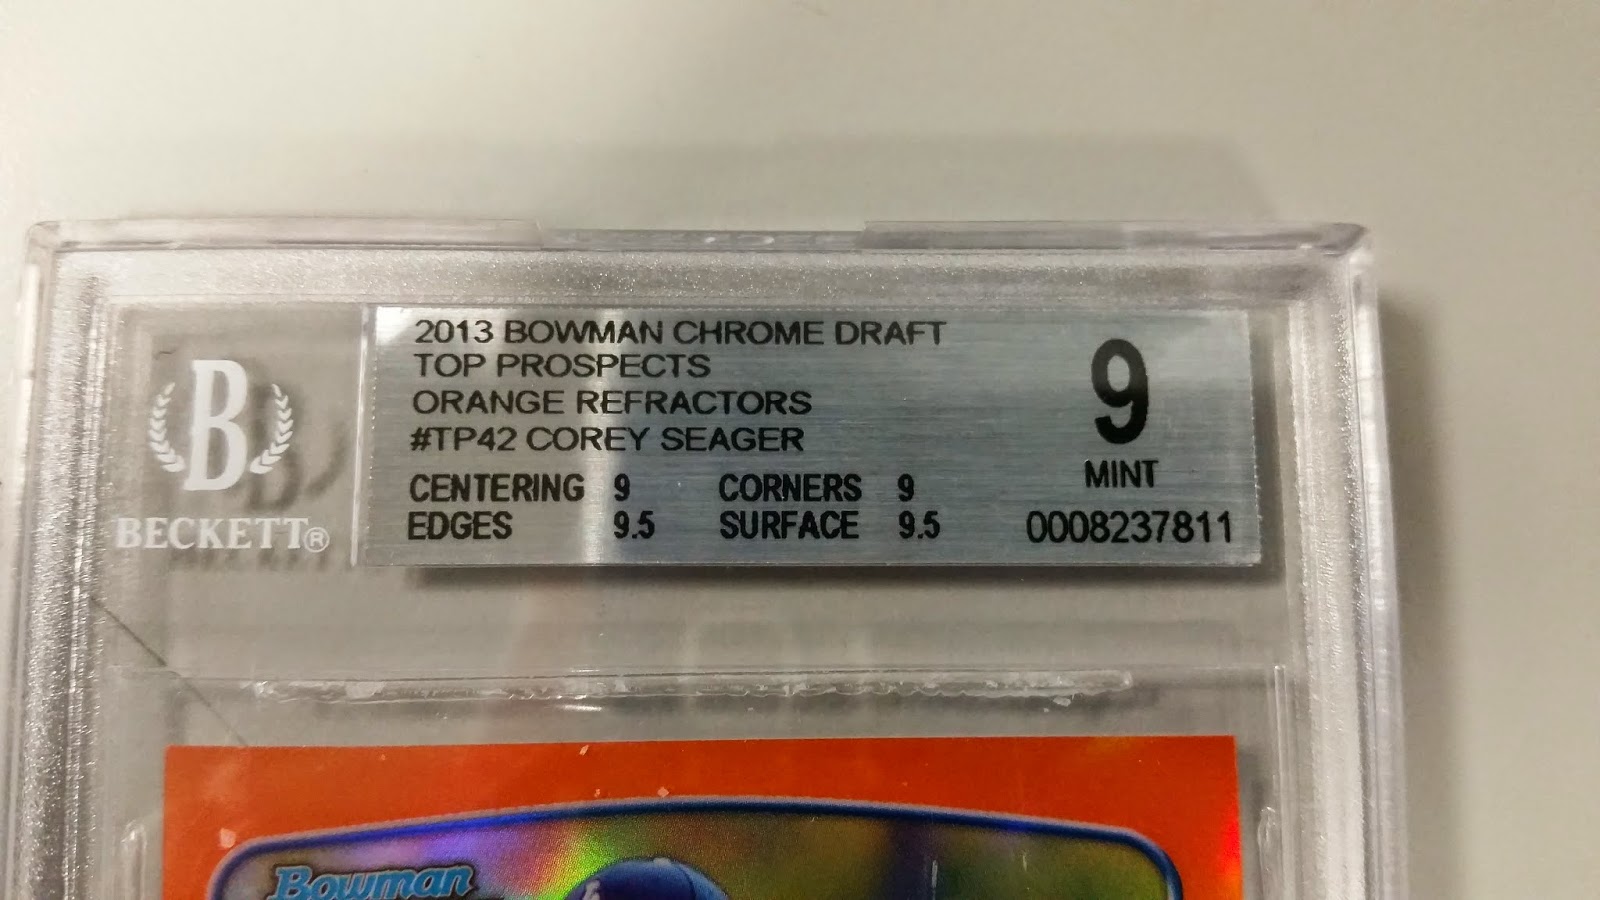 2013 BOWMAN CHROME DRAFT
TOP PROSPECTS
ORANGE REFRACTORS
#TP42 COREY SEAGER
CENTERING 9 CORNERS 9
EDGES 9.5 SURFACE 9.5
9
MINT
0008237811
B
BECKETT®
Bowman